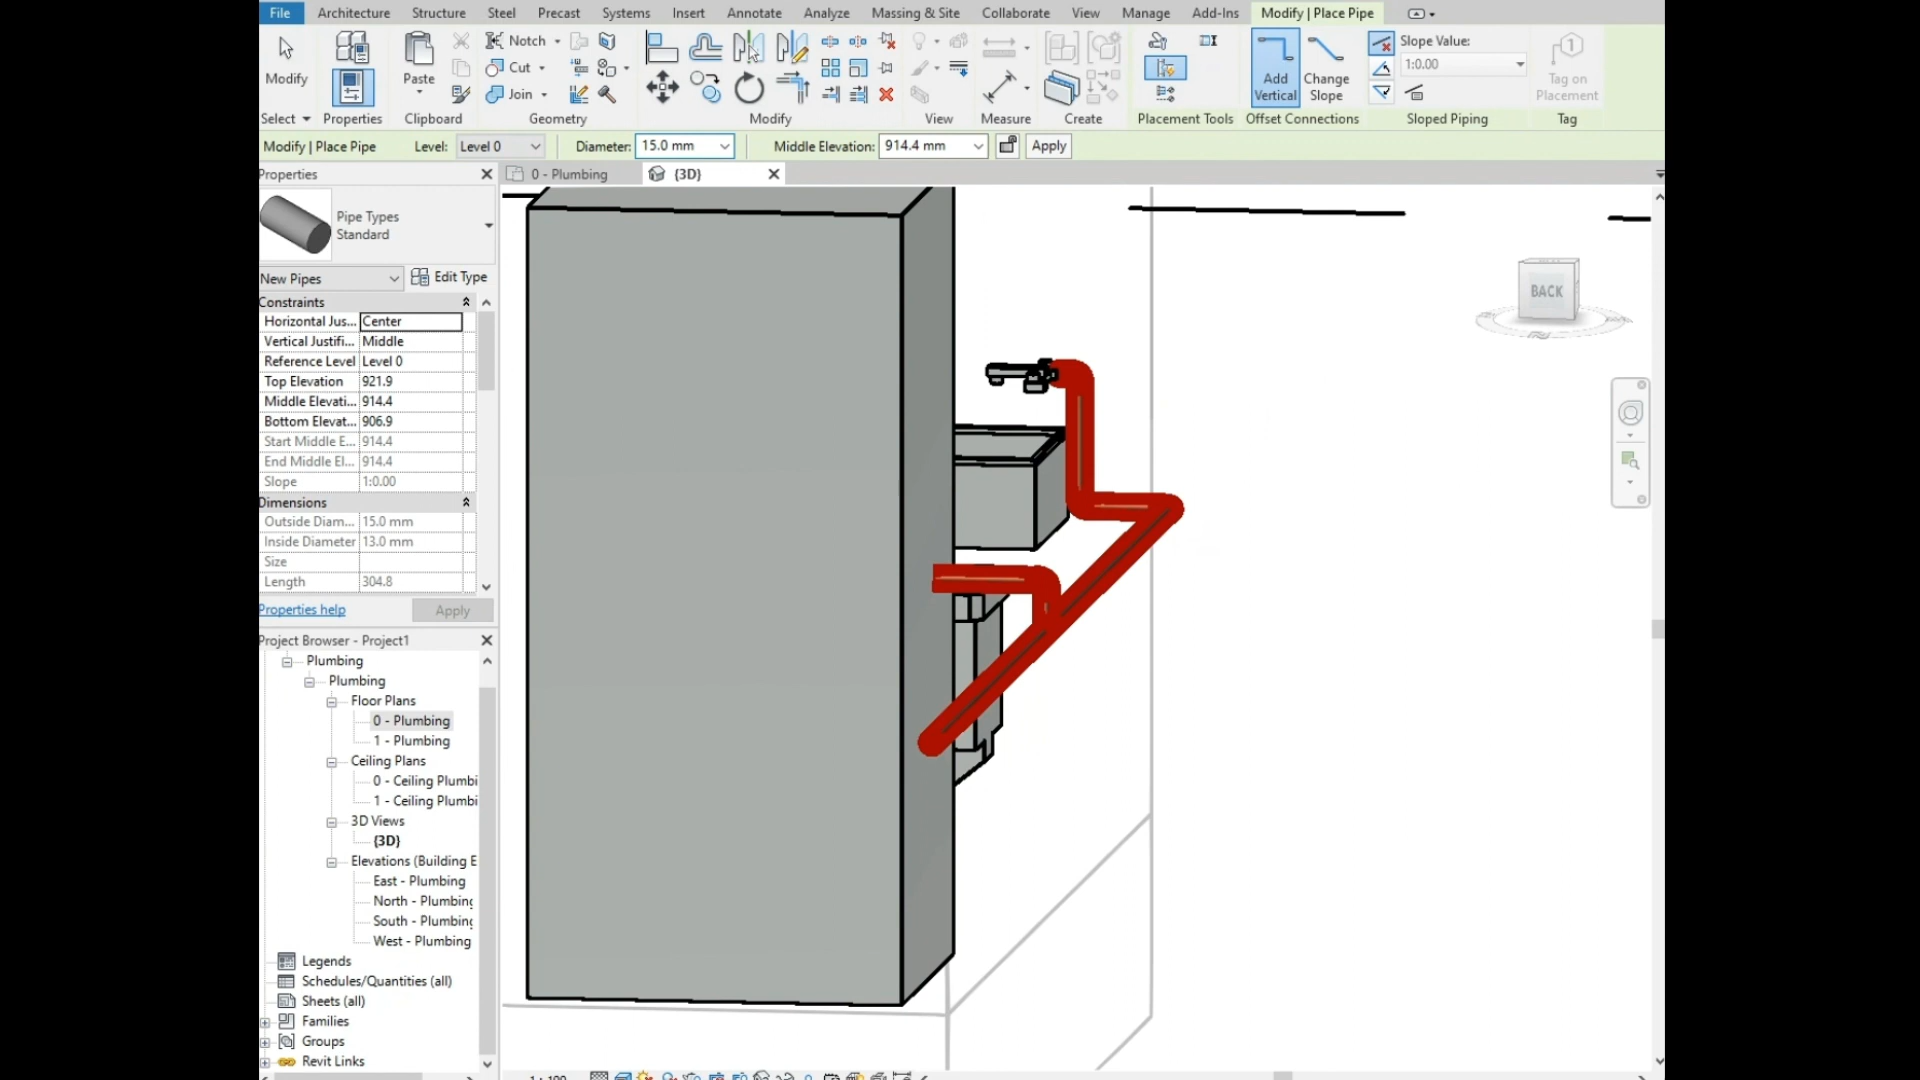 File Architecture Structure Steel Precast Systems Insert Annotate Analyze Massing & Site Collaborate View Manage Add-Ins Modify | Place Pipe
Modify
Select
Properties
Paste
Clipboard
Notch
Cut
Join
Geometry
Modify
View
Measure
Create
Placement Tools
Add Vertical
Change Slope
Offset Connections
Slope Value:
1:0.00
Sloped Piping
Tag on Placement
Tag
Modify | Place Pipe Level: Level 0 Diameter: 15.0 mm Middle Elevation: 914.4 mm Apply
Properties
0 - Plumbing
{3D}
Pipe Types
Standard
New Pipes Edit Type
Constraints
Horizontal Jus... Center
Vertical Justifi... Middle
Reference Level Level 0
Top Elevation 921.9
Middle Elevati... 914.4
Bottom Elevat... 906.9
Start Middle E... 914.4
End Middle El... 914.4
Slope 1:0.00
Dimensions
Outside Diam... 15.0 mm
Inside Diameter 13.0 mm
Size
Length 304.8
Properties help Apply
Project Browser - Project1
Plumbing
Plumbing
Floor Plans
0 - Plumbing
1 - Plumbing
Ceiling Plans
0 - Ceiling Plumbi
1 - Ceiling Plumbi
3D Views
{3D}
Elevations (Building E
East - Plumbing
North - Plumbing
South - Plumbing
West - Plumbing
Legends
Schedules/Quantities (all)
Sheets (all)
Families
Groups
Revit Links
BACK
1 : 100